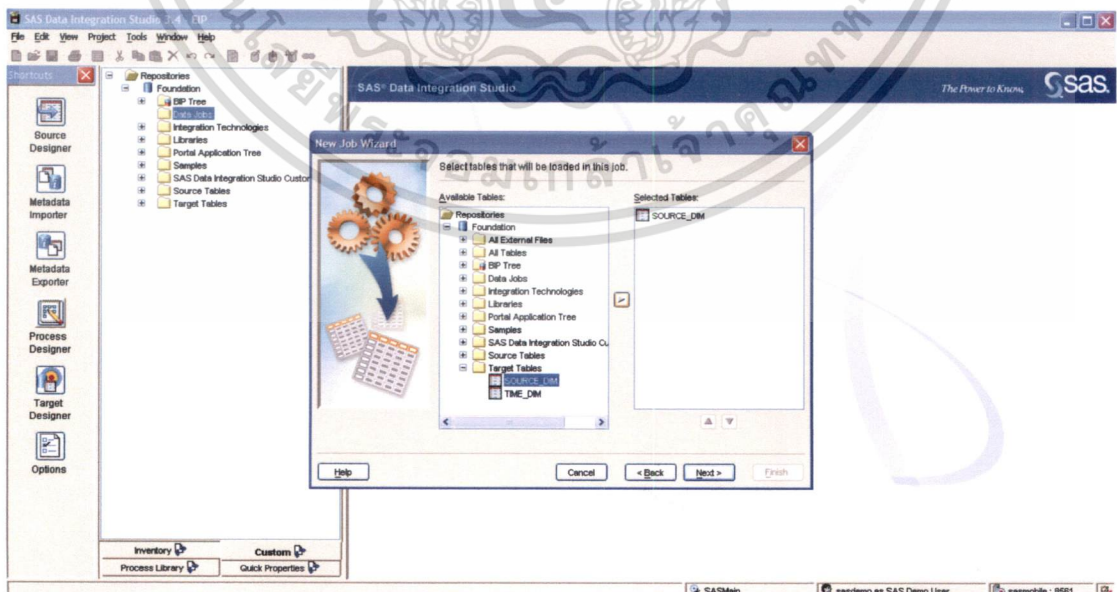 SAS Data Integration Studio 3.4 - EIP
File Edit View Project Tools Window Help
Shortcuts
Source
Designer
Metadata
Importer
Metadata
Exporter
Process
Designer
Target
Designer
Options
Repositories
Foundation
BIP Tree
Data Jobs
Integration Technologies
Libraries
Portal Application Tree
Samples
SAS Data Integration Studio Custor
Source Tables
Target Tables
Inventory
Custom
Process Library
Quick Properties
SAS® Data Integration Studio
The Power to Know.
sas.
New Job Wizard
Select tables that will be loaded in this job.
Available Tables:
Repositories
Foundation
All External Files
All Tables
BIP Tree
Data Jobs
Integration Technologies
Libraries
Portal Application Tree
Samples
SAS Data Integration Studio Cu
Source Tables
Target Tables
SOURCE_DIM
TIME_DIM
Selected Tables:
SOURCE_DIM
Help
Cancel
< Back
Next >
Finish
SASMain
sasdemo as SAS Demo User
sasmobile : 8561